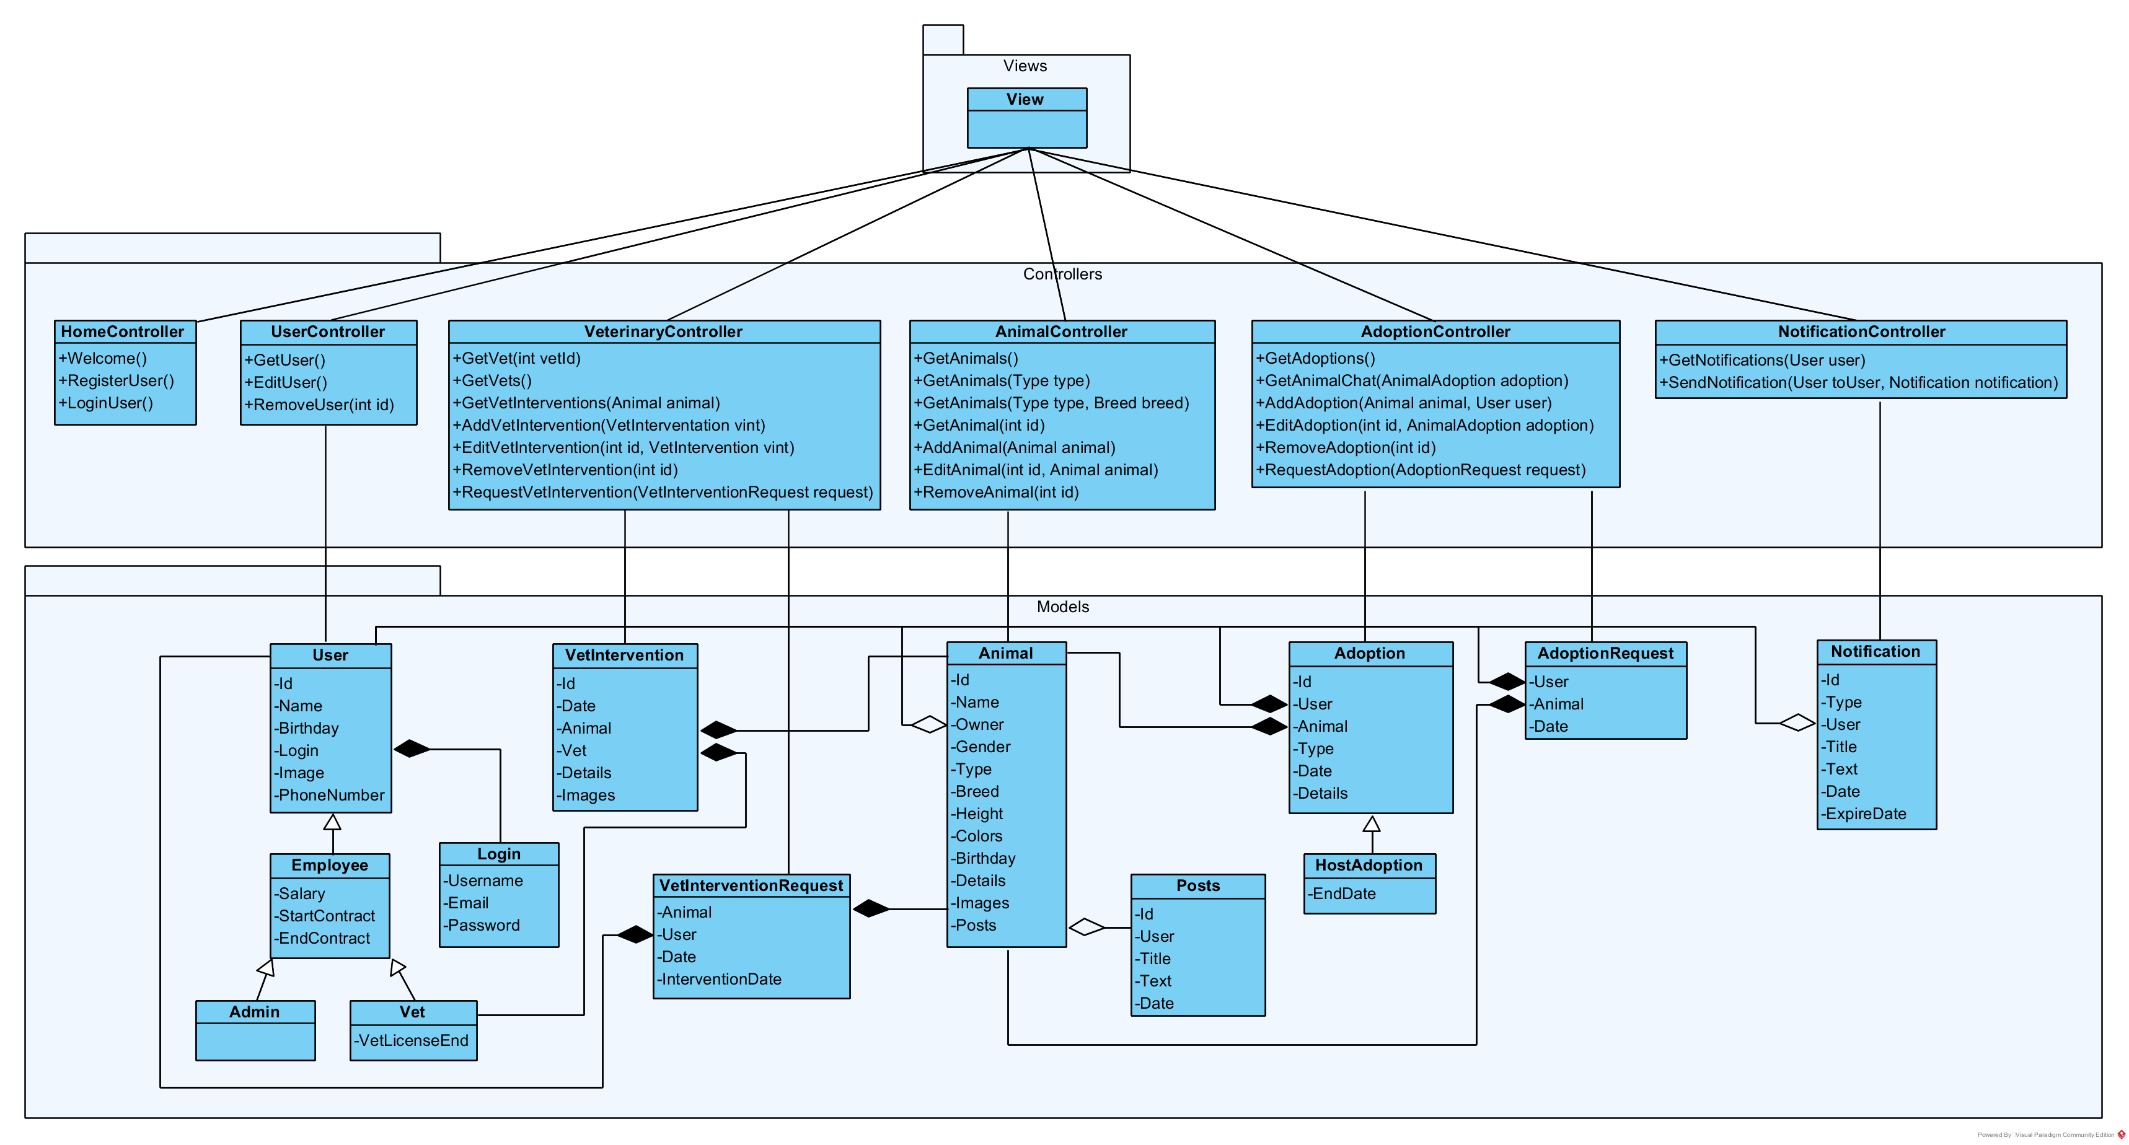 Views
View
Controllers
HomeController
+Welcome()
+RegisterUser()
+LoginUser()
UserController
+GetUser()
+EditUser()
+RemoveUser(int id)
VeterinaryController
+GetVet(int vetId)
+GetVets()
+GetVetInterventions(Animal animal)
+AddVetIntervention(VetInterventation vint)
+EditVetIntervention(int id, VetIntervention vint)
+RemoveVetIntervention(int id)
+RequestVetIntervention(VetInterventionRequest request)
AnimalController
+GetAnimals()
+GetAnimals(Type type)
+GetAnimals(Type type, Breed breed)
+GetAnimal(int id)
+AddAnimal(Animal animal)
+EditAnimal(int id, Animal animal)
+RemoveAnimal(int id)
AdoptionController
+GetAdoptions()
+GetAnimalChat(AnimalAdoption adoption)
+AddAdoption(Animal animal, User user)
+EditAdoption(int id, AnimalAdoption adoption)
+RemoveAdoption(int id)
+RequestAdoption(AdoptionRequest request)
NotificationController
+GetNotifications(User user)
+SendNotification(User toUser, Notification notification)
Models
User
-Id
-Name
-Birthday
-Login
-Image
-PhoneNumber
VetIntervention
-Id
-Date
-Animal
-Vet
-Details
-Images
Animal
-Id
-Name
-Owner
-Gender
-Type
-Breed
-Height
-Colors
-Birthday
-Details
-Images
-Posts
Adoption
-Id
-User
-Animal
-Type
-Date
-Details
AdoptionRequest
-User
-Animal
-Date
Notification
-Id
-Type
-User
-Title
-Text
-Date
-ExpireDate
Employee
-Salary
-StartContract
-EndContract
Login
-Username
-Email
-Password
VetInterventionRequest
-Animal
-User
-Date
-InterventionDate
Posts
-Id
-User
-Title
-Text
-Date
HostAdoption
-EndDate
Admin
Vet
-VetLicenseEnd
Powered By Visual Paradigm Community Edition